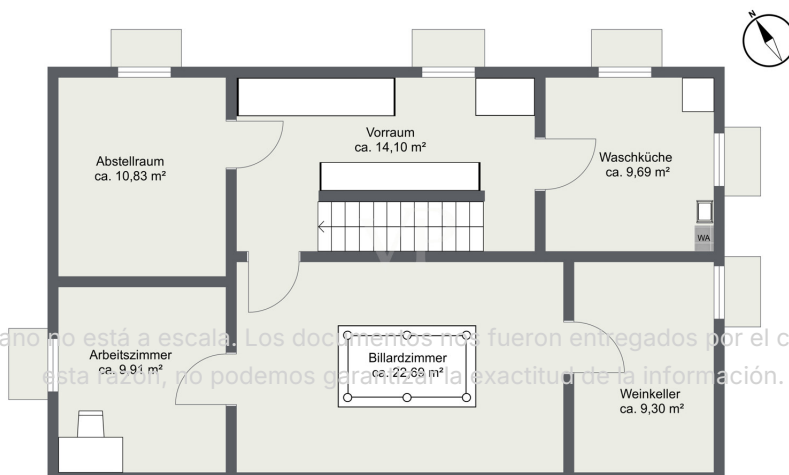 N
Abstellraum
ca. 10,83 m²
Vorraum
ca. 14,10 m²
Waschküche
ca. 9,69 m²
WA
ano no está a escala. Los documentos nos fueron entregados por el c
esta razón, no podemos garantizar la exactitud de la información.
Arbeitszimmer
ca. 9,91 m²
Billardzimmer
ca. 22,69 m²
Weinkeller
ca. 9,30 m²